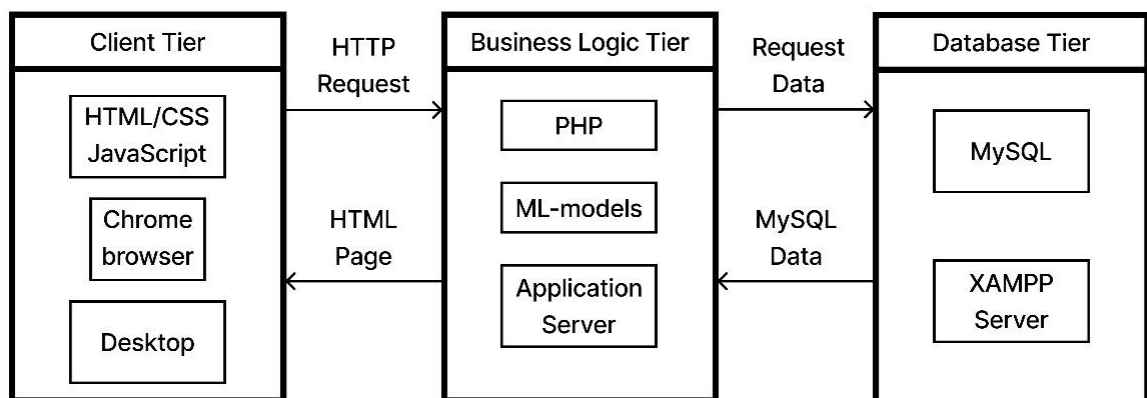 Client Tier
HTML/CSS
JavaScript
Chrome
browser
Desktop
HTTP
Request
HTML
Page
Business Logic Tier
PHP
ML-models
Application
Server
Request
Data
MySQL
Data
Database Tier
MySQL
XAMPP
Server